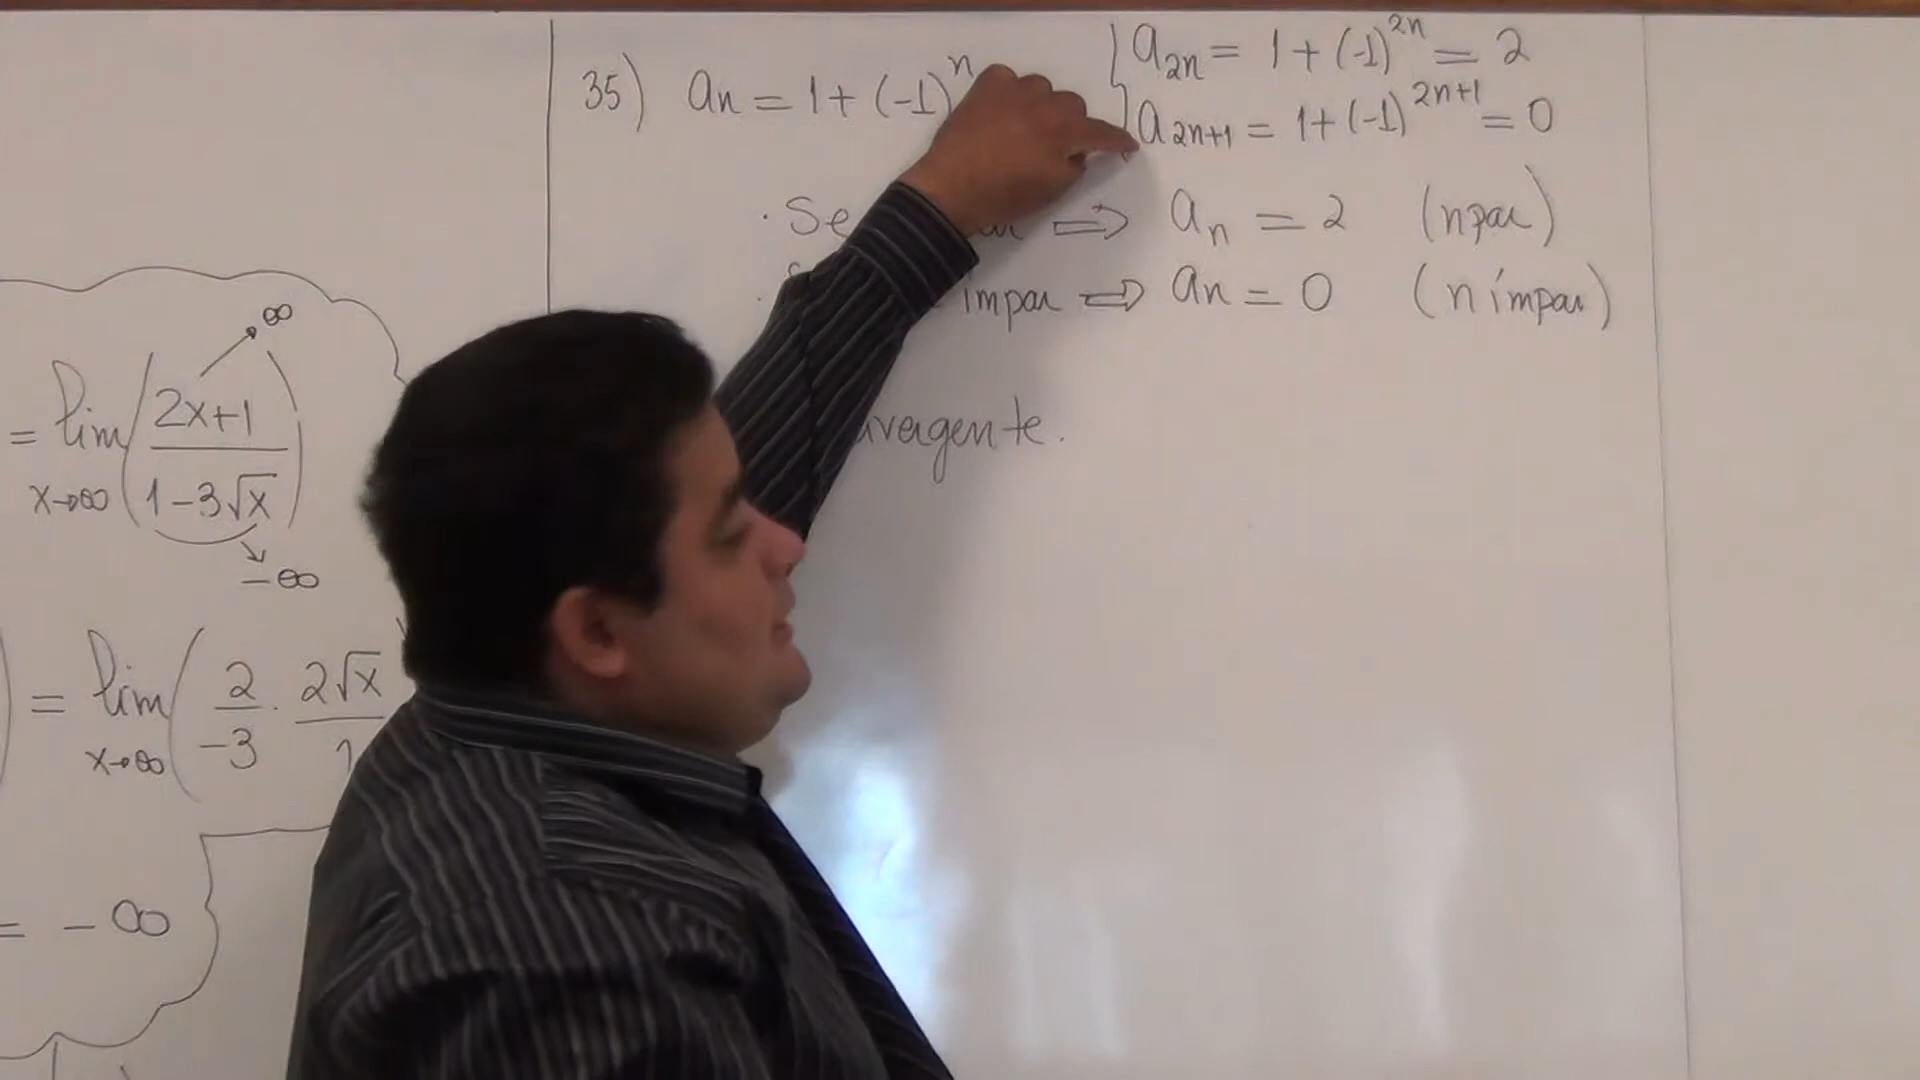 35) an = 1 + (-1)^n
a2n = 1 + (-1)^2n = 2
a2n+1 = 1 + (-1)^2n+1 = 0
· Se ⇒ an = 2 (n par)
· ímpar ⇒ an = 0 (n ímpar)
∞
= lim x→∞ (2x+1 / 1-3√x)
-∞
= lim x→∞ ( 2/-3 · 2√x / 1
= -∞